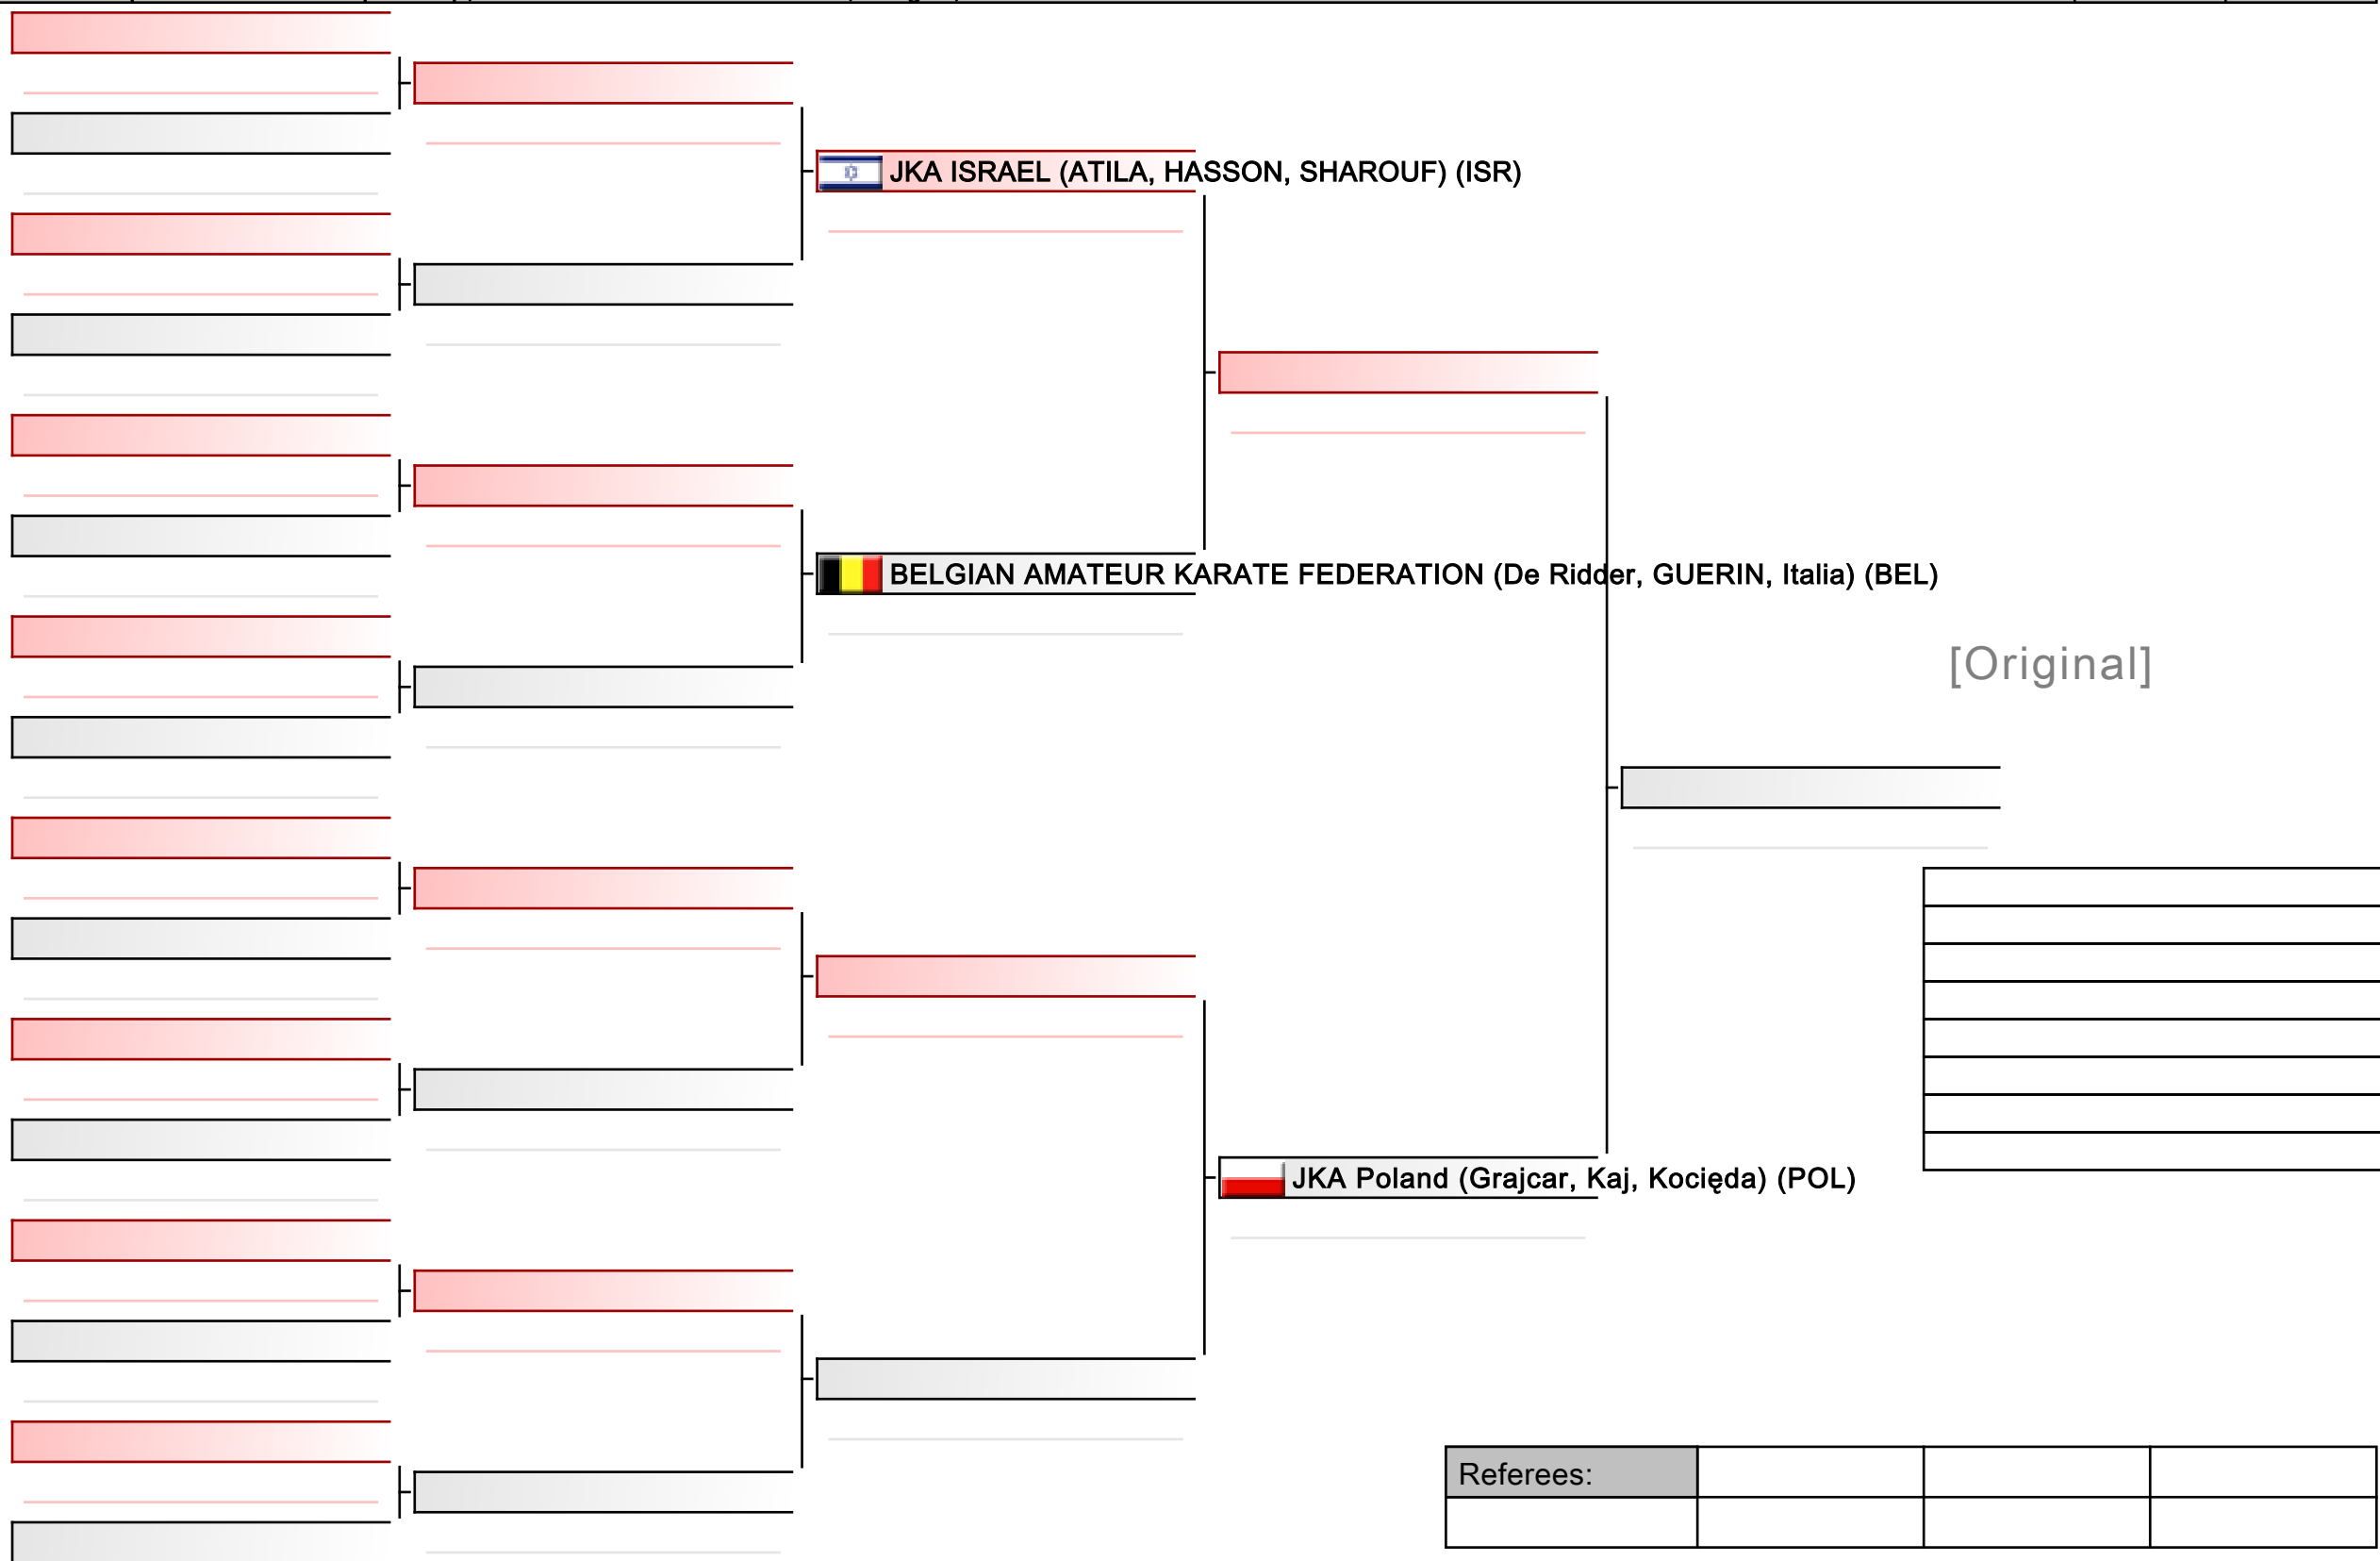 JKA ISRAEL (ATILA, HASSON, SHAROUF) (ISR)
BELGIAN AMATEUR KARATE FEDERATION (De Ridder, GUERIN, Italia) (BEL)
[Original]
JKA Poland (Grajcar, Kaj, Kocięda) (POL)
Referees: